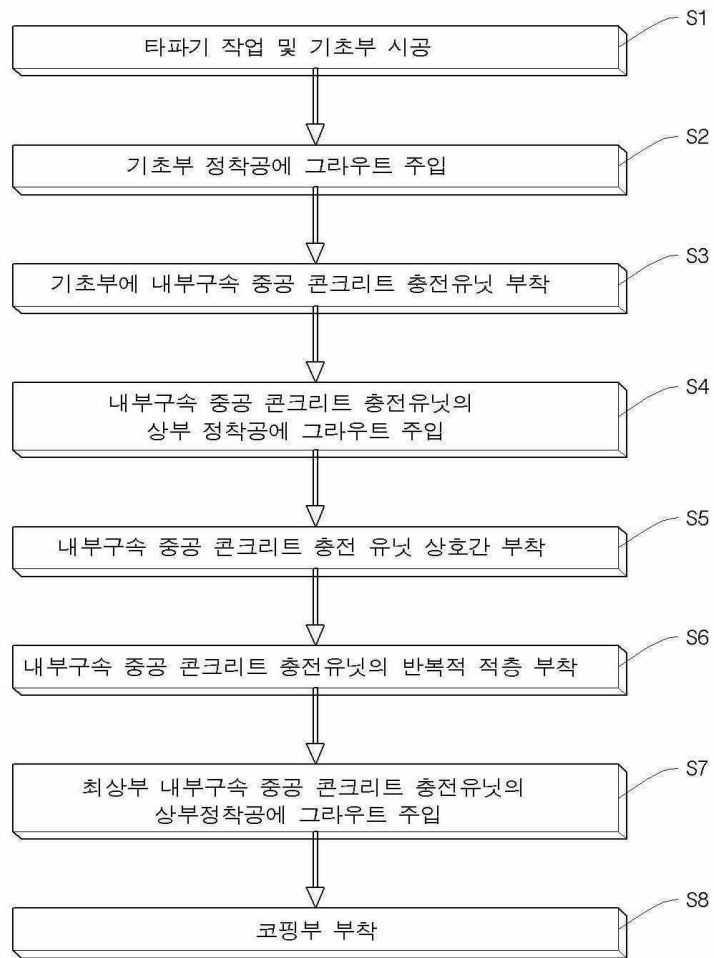 S1
타파기 작업 및 기초부 시공
S2
기초부 정착공에 그라우트 주입
S3
기초부에 내부구속 중공 콘크리트 충전유닛 부착
S4
내부구속 중공 콘크리트 충전유닛의
상부 정착공에 그라우트 주입
S5
내부구속 중공 콘크리트 충전 유닛 상호간 부착
S6
내부구속 중공 콘크리트 충전유닛의 반복적 적층 부착
S7
최상부 내부구속 중공 콘크리트 충전유닛의
상부정착공에 그라우트 주입
S8
코핑부 부착